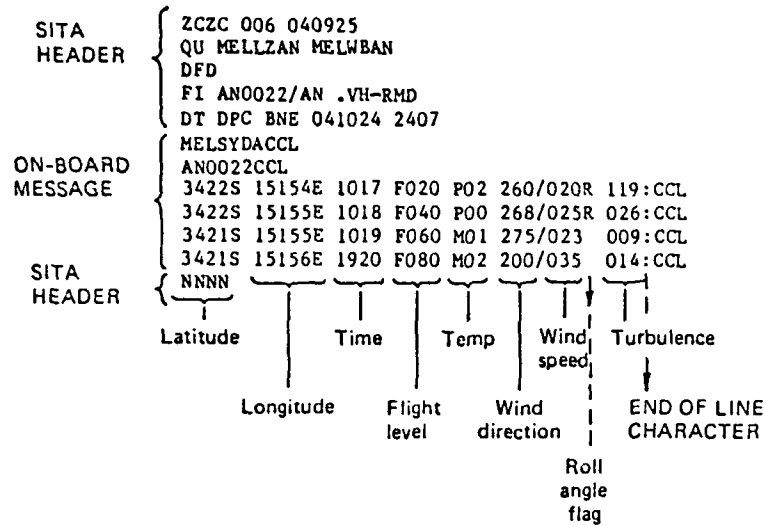 SITA
HEADER
ZCZC 006 040925
QU MELLZAN MELWBAN
DFD
FI AN0022/AN .VH-RMD
DT DPC BNE 041024 2407
ON-BOARD
MESSAGE
MELSYDACCL
AN0022CCL
3422S 15154E 1017 F020 P02 260/020R 119:CCL
3422S 15155E 1018 F040 P00 268/025R 026:CCL
3421S 15155E 1019 F060 M01 275/023 009:CCL
3421S 15156E 1920 F080 M02 200/035 014:CCL
SITA
HEADER
NNNN
Latitude
Time
Temp
Wind
speed
Turbulence
Longitude
Flight
level
Wind
direction
END OF LINE
CHARACTER
Roll
angle
flag